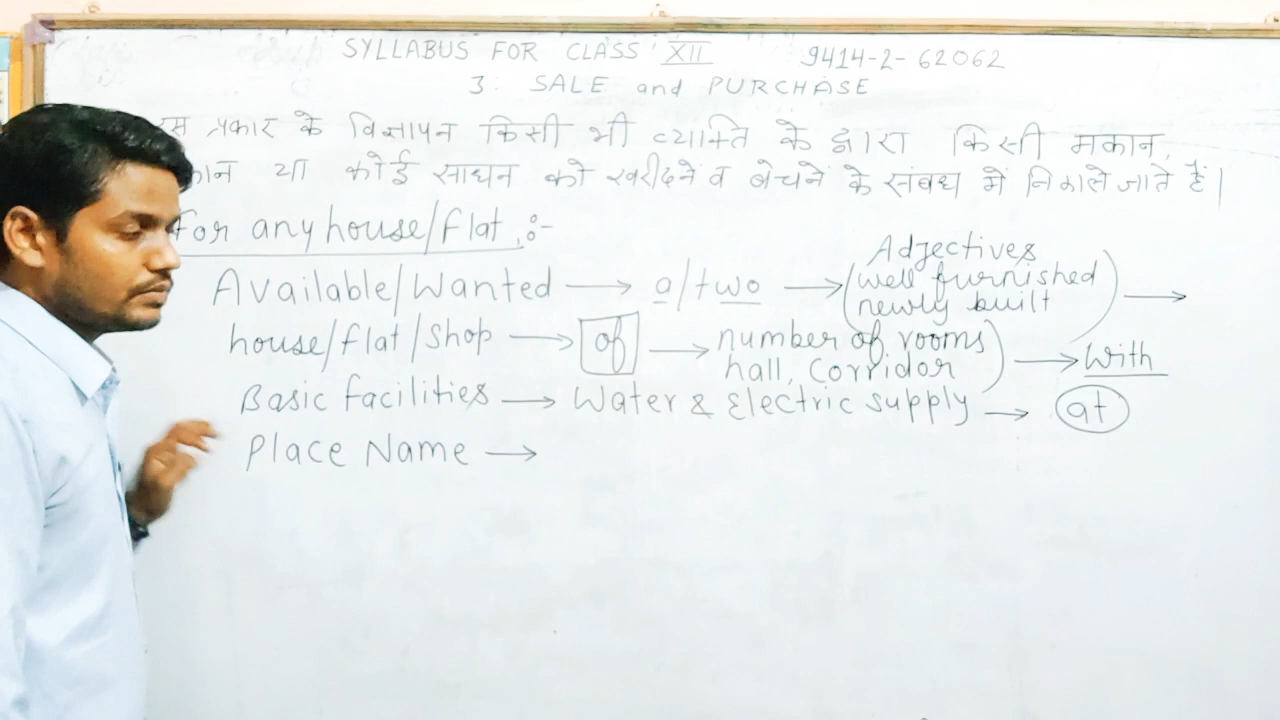 SYLLABUS FOR CLASS XII 9414-2-62062
3: SALE and PURCHASE
प्रकार के विज्ञापन किसी भी व्यक्ति के द्वारा किसी मकान,
या कोई साधन को खरीदने व बेचने के संबध में निकाले जाते हैं।
For any house/flat :-
Adjectives
Available/Wanted → a/two → (well furnished
newly built) →
house/flat/shop → of → number of rooms
hall, Corridor) → With
Basic facilities → Water & Electric supply → at
Place Name →